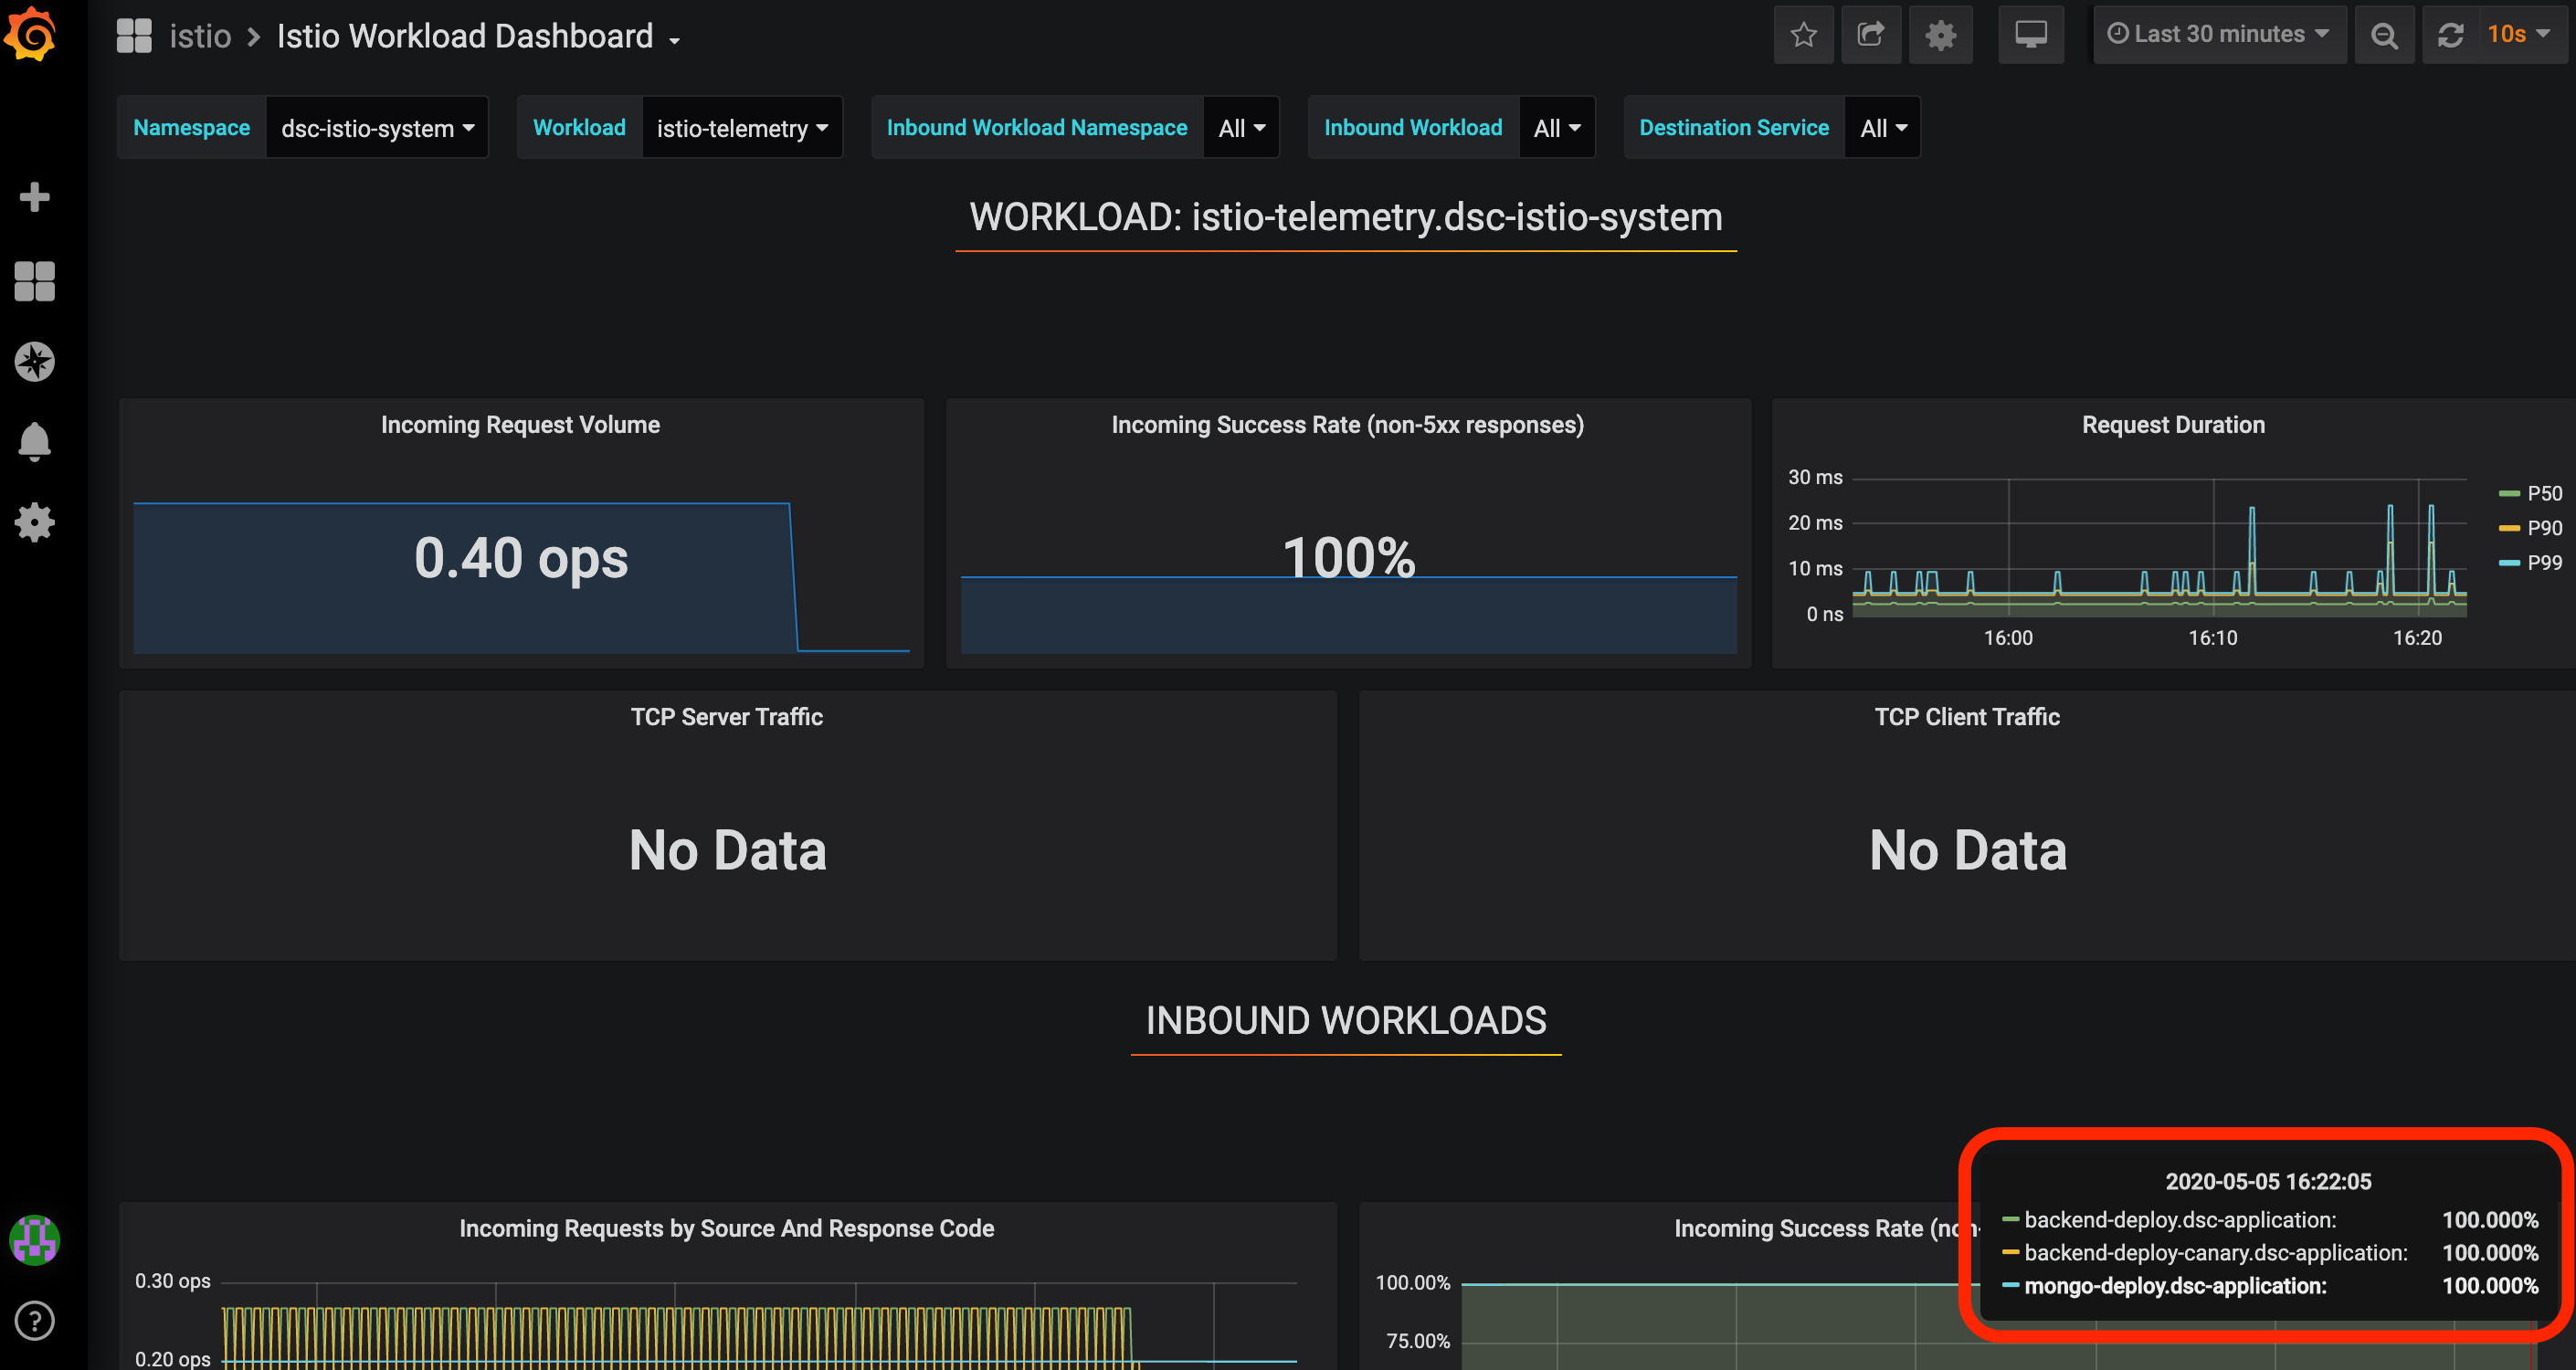 istio > Istio Workload Dashboard
Last 30 minutes
10s
Namespace dsc-istio-system
Workload istio-telemetry
Inbound Workload Namespace All
Inbound Workload All
Destination Service All
WORKLOAD: istio-telemetry.dsc-istio-system
Incoming Request Volume
0.40 ops
Incoming Success Rate (non-5xx responses)
100%
Request Duration
30 ms
20 ms
10 ms
0 ns
16:00 16:10 16:20
P50
P90
P99
TCP Server Traffic
No Data
TCP Client Traffic
No Data
INBOUND WORKLOADS
Incoming Requests by Source And Response Code
0.30 ops
0.20 ops
Incoming Success Rate (non-
100.00%
75.00%
2020-05-05 16:22:05
backend-deploy.dsc-application: 100.000%
backend-deploy-canary.dsc-application: 100.000%
mongo-deploy.dsc-application: 100.000%